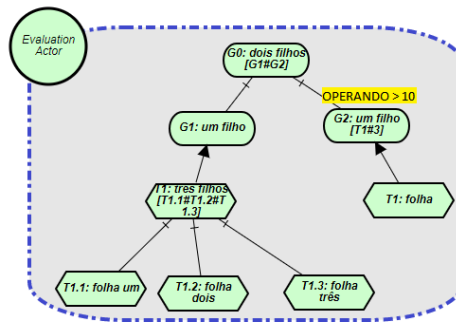 Evaluation
Actor
G0: dois filhos
[G1#G2]
OPERANDO > 10
G1: um filho
G2: um filho
[T1#3]
T1: três filhos
[T1.1#T1.2#T
1.3]
T1: folha
T1.1: folha um
T1.2: folha
dois
T1.3: folha
três